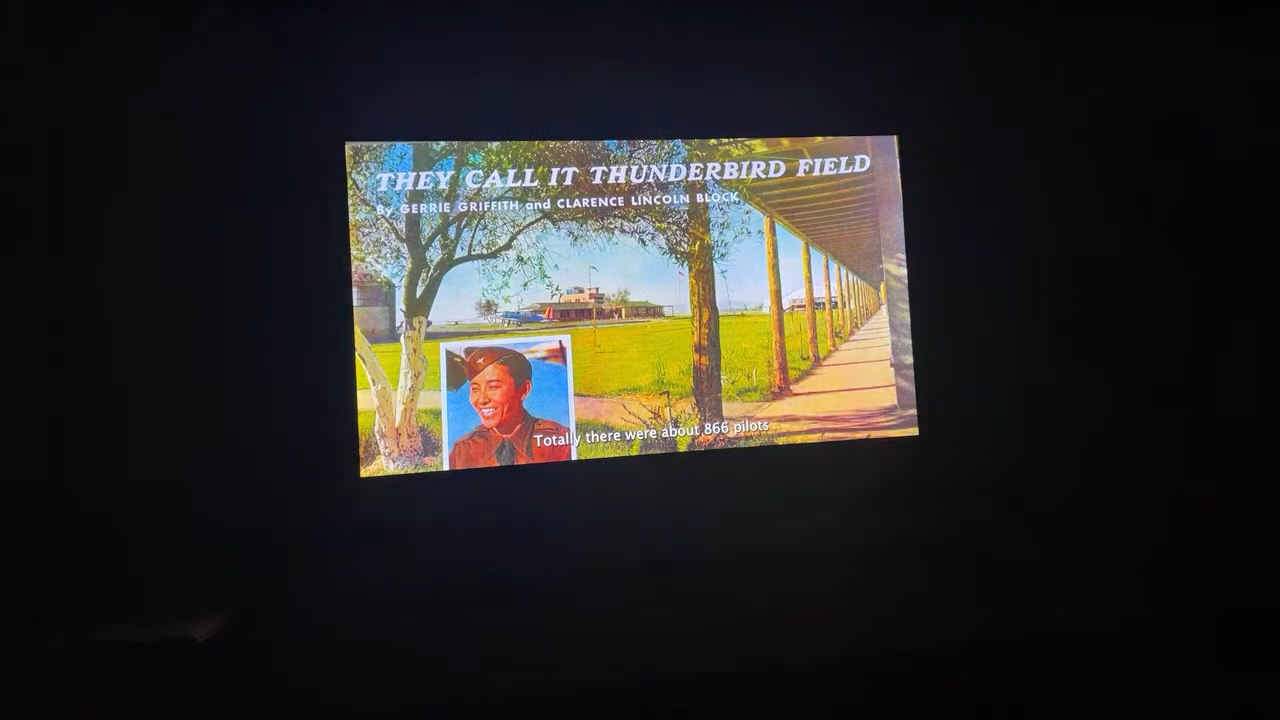 THEY CALL IT THUNDERBIRD FIELD
By GERRIE GRIFFITH and CLARENCE LINCOLN BLOCK
Totally there were about 866 pilots